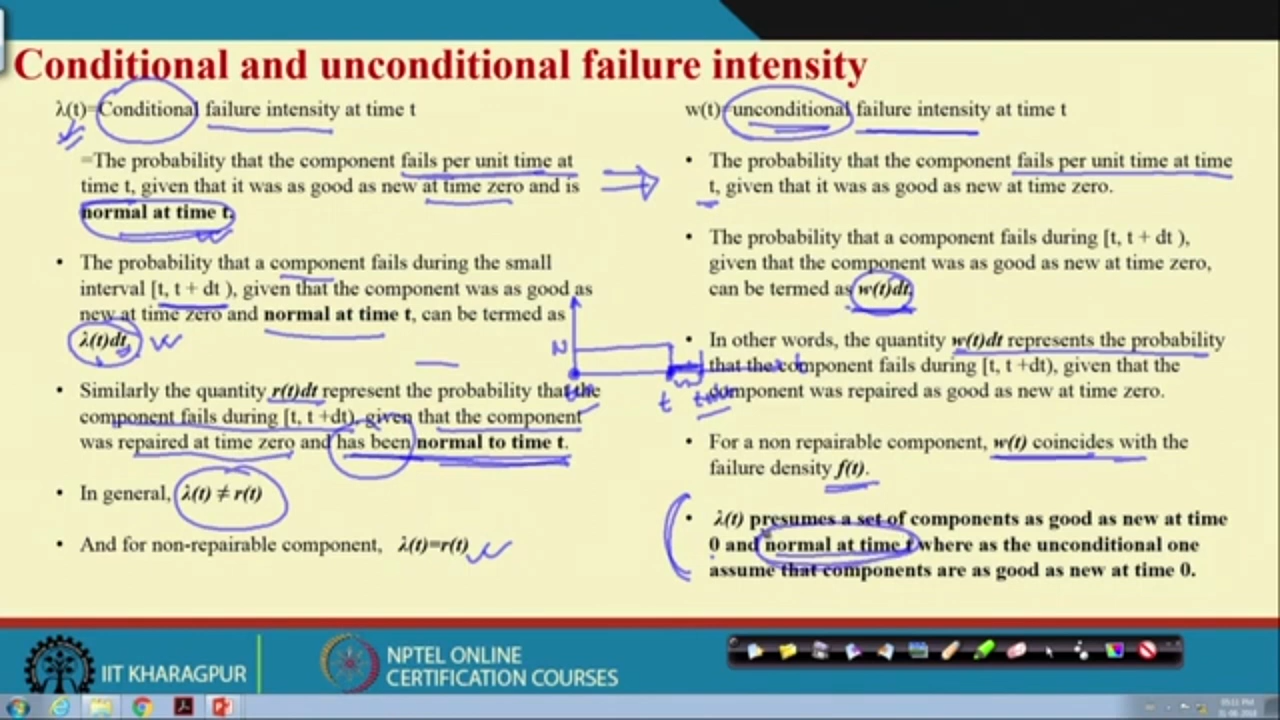 Conditional and unconditional failure intensity
λ(t)=Conditional failure intensity at time t
=The probability that the component fails per unit time at
time t, given that it was as good as new at time zero and is
normal at time t.
• The probability that a component fails during the small
interval [t, t + dt ), given that the component was as good as
new at time zero and normal at time t, can be termed as
λ(t)dt
• Similarly the quantity r(t)dt represent the probability that the
component fails during [t, t +dt), given that the component
was repaired at time zero and has been normal to time t.
• In general, λ(t) ≠ r(t)
• And for non-repairable component, λ(t)=r(t)
N
t
w(t)=unconditional failure intensity at time t
• The probability that the component fails per unit time at time
t, given that it was as good as new at time zero.
• The probability that a component fails during [t, t + dt ),
given that the component was as good as new at time zero,
can be termed as w(t)dt.
• In other words, the quantity w(t)dt represents the probability
that the component fails during [t, t +dt), given that the
component was repaired as good as new at time zero.
• For a non repairable component, w(t) coincides with the
failure density f(t).
• λ(t) presumes a set of components as good as new at time
0 and normal at time t where as the unconditional one
assume that components are as good as new at time 0.
IIT KHARAGPUR
NPTEL ONLINE
CERTIFICATION COURSES